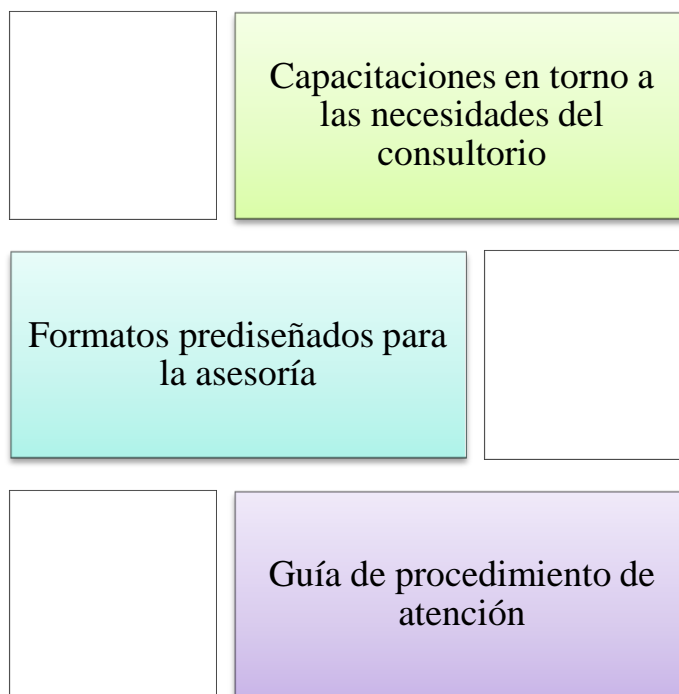 Capacitaciones en torno a
las necesidades del
consultorio
Formatos prediseñados para
la asesoría
Guía de procedimiento de
atención